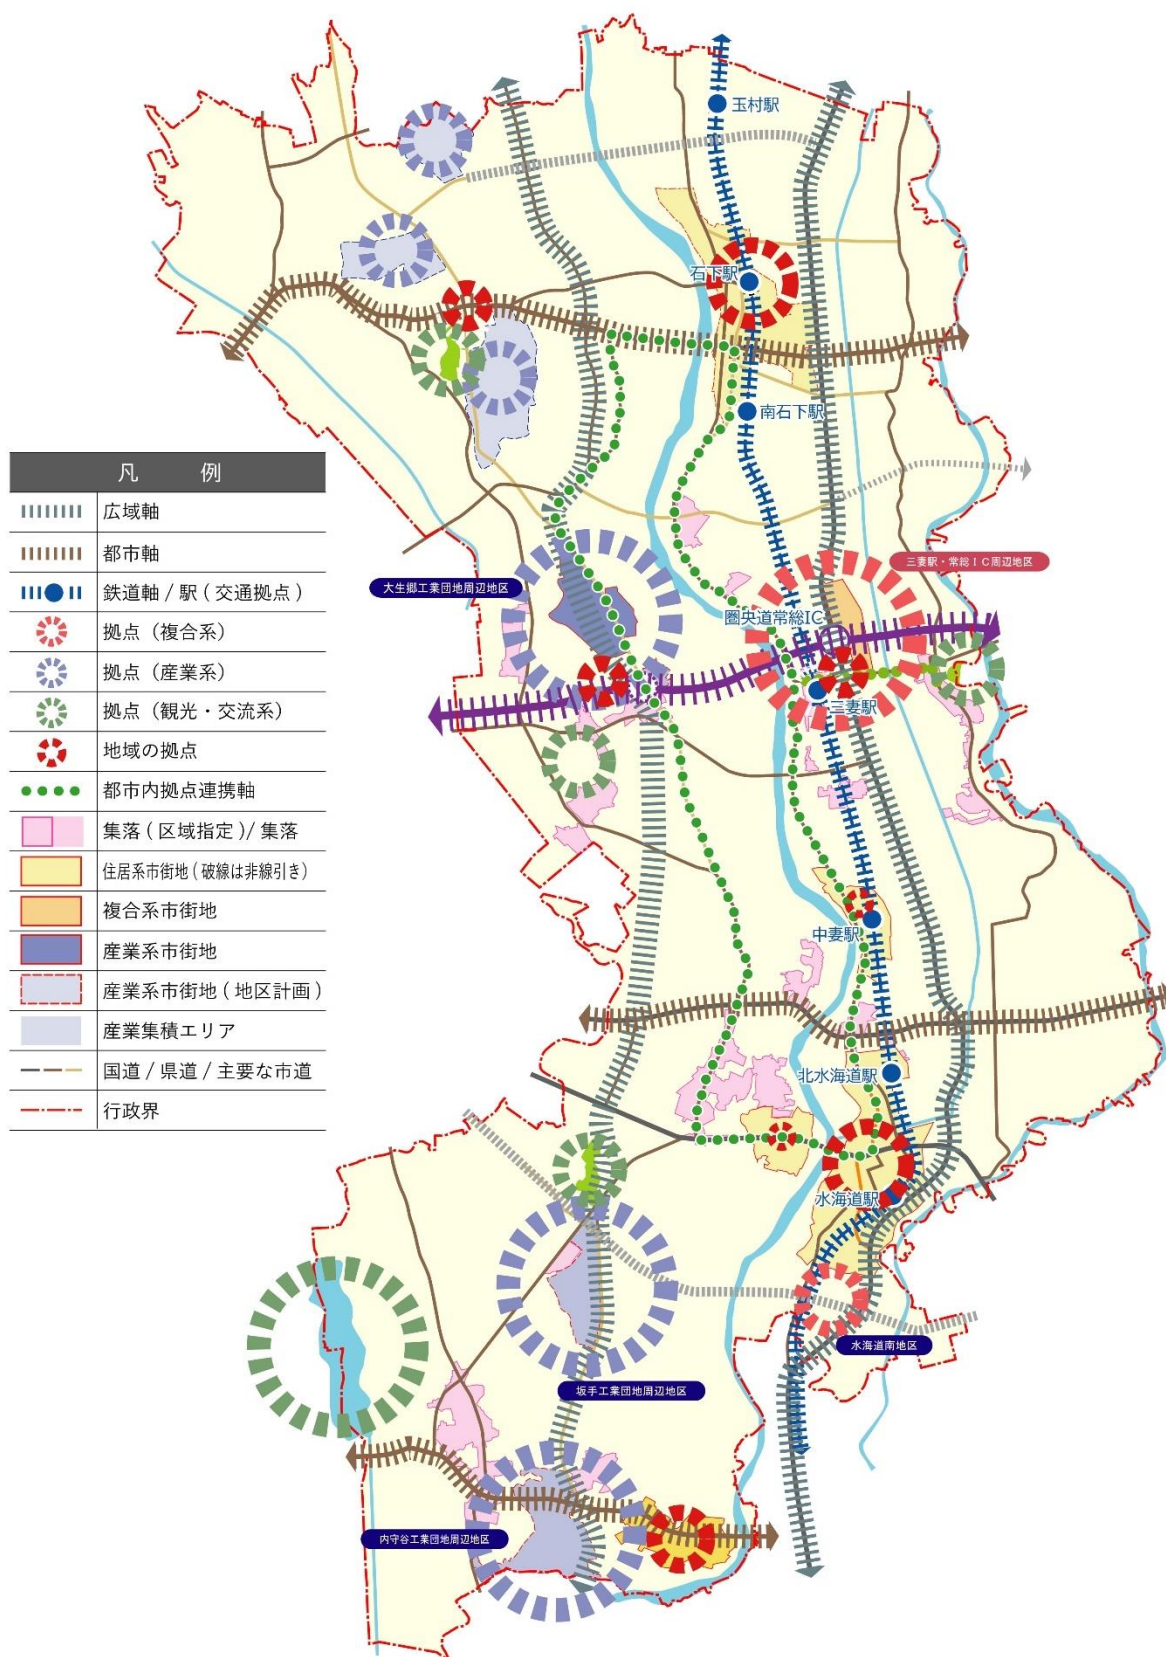 玉村駅
石下駅
南石下駅
三妻駅・常総IC周辺地区
大生郷工業団地周辺地区
圏央道常総IC
三妻駅
中妻駅
北水海道駅
水海道駅
水海道南地区
坂手工業団地周辺地区
内守谷工業団地周辺地区
凡 例
広域軸
都市軸
鉄道軸/駅(交通拠点)
拠点(複合系)
拠点(産業系)
拠点(観光・交流系)
地域の拠点
都市内拠点連携軸
集落(区域指定)/集落
住居系市街地(破線は非線引き)
複合系市街地
産業系市街地
産業系市街地(地区計画)
産業集積エリア
国道/県道/主要な市道
行政界